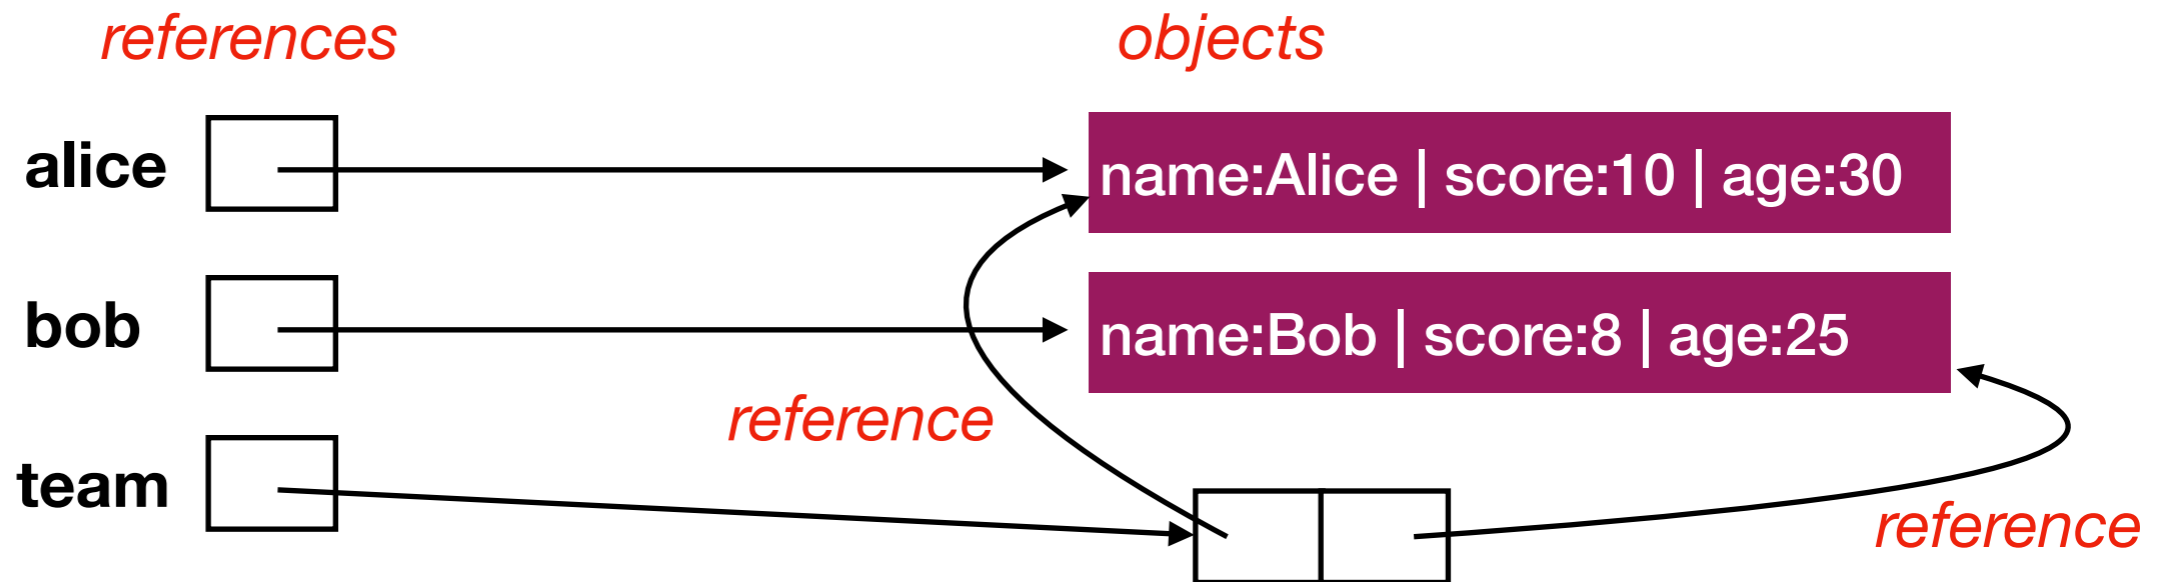 references
objects
alice
name:Alice | score:10 | age:30
bob
name:Bob | score:8 | age:25
reference
team
reference